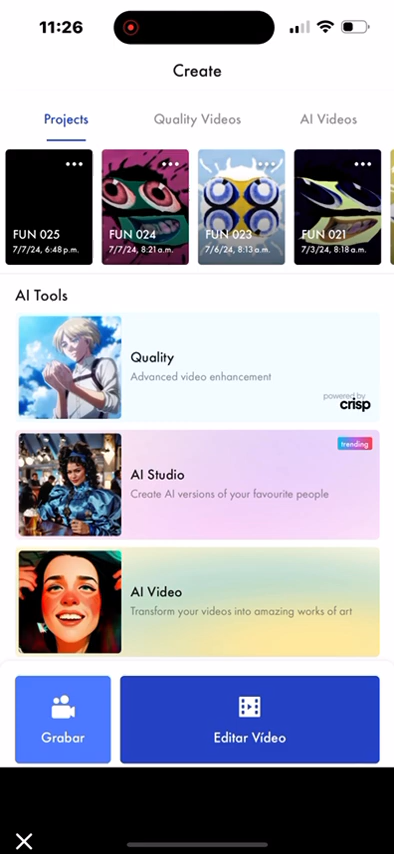 11:26
Create
Projects
Quality Videos
AI Videos
FUN 025
7/7/24, 6:48 p.m.
FUN 024
7/7/24, 8:21 a.m.
FUN 023
7/6/24, 8:13 a.m.
FUN 021
7/3/24, 8:18 a.m.
AI Tools
Quality
Advanced video enhancement
powered by
crisp
trending
AI Studio
Create AI versions of your favourite people
AI Video
Transform your videos into amazing works of art
Grabar
Editar Vídeo